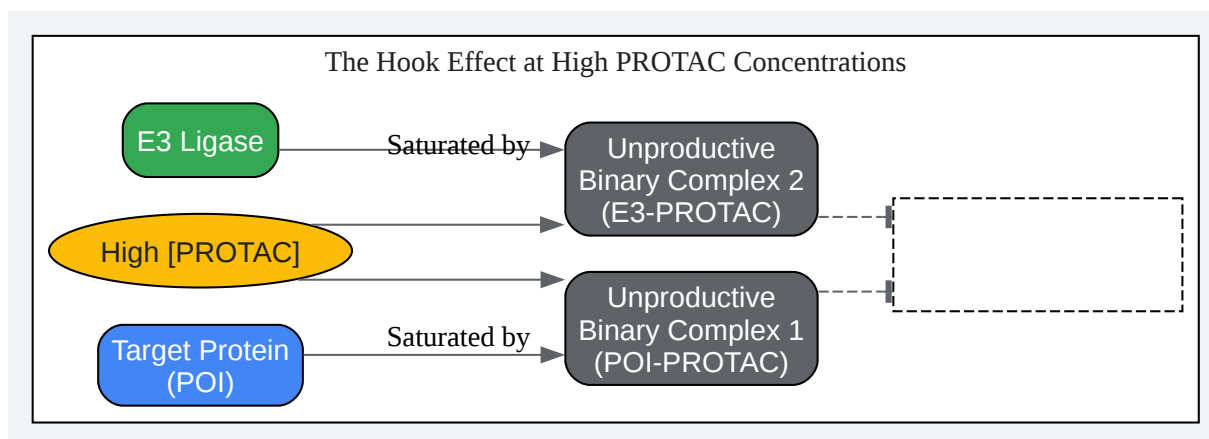 The Hook Effect at High PROTAC Concentrations
E3 Ligase
Saturated by
Unproductive
Binary Complex 2
(E3-PROTAC)
High [PROTAC]
Unproductive
Binary Complex 1
(POI-PROTAC)
Saturated by
Target Protein
(POI)